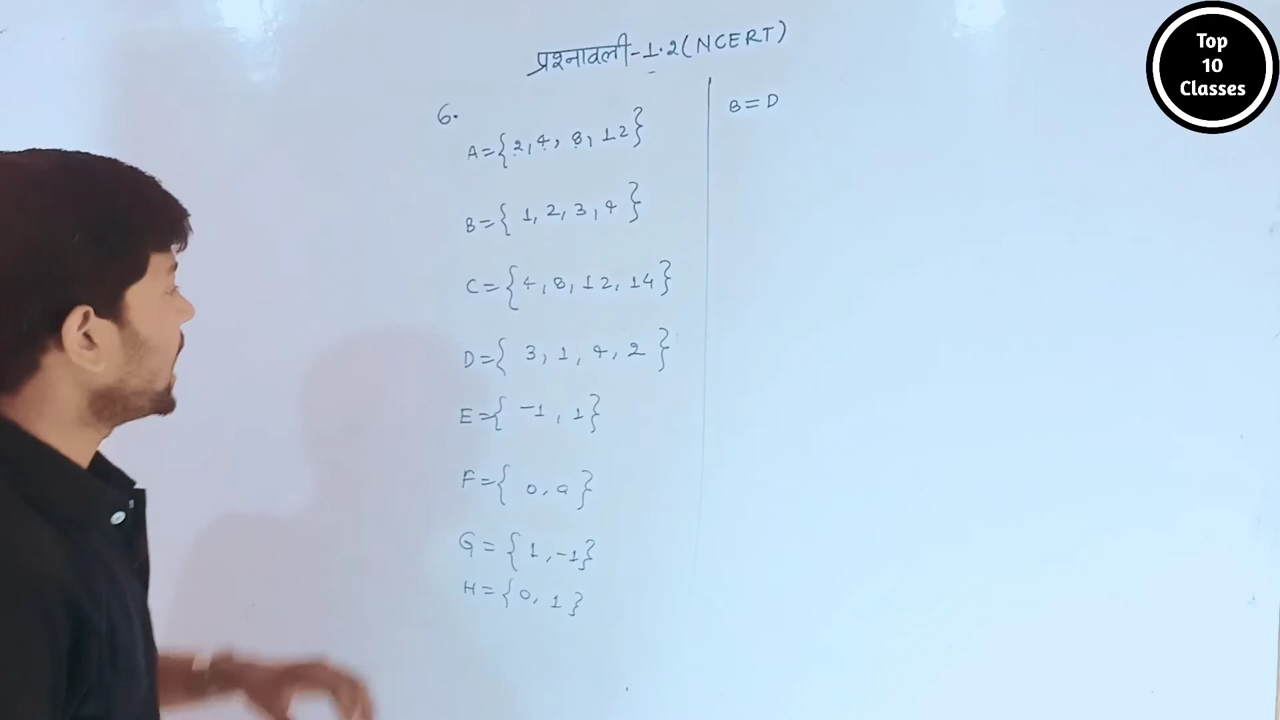 प्रश्नावली-1.2(NCERT)
6.
A={2,4, 8, 12}
B={ 1, 2, 3, 4 }
C={4, 8, 12, 14}
D={ 3, 1, 4, 2 }
E={ -1, 1}
F={ 0, a }
G={1, -1}
H={0, 1}
B=D
Top
10
Classes